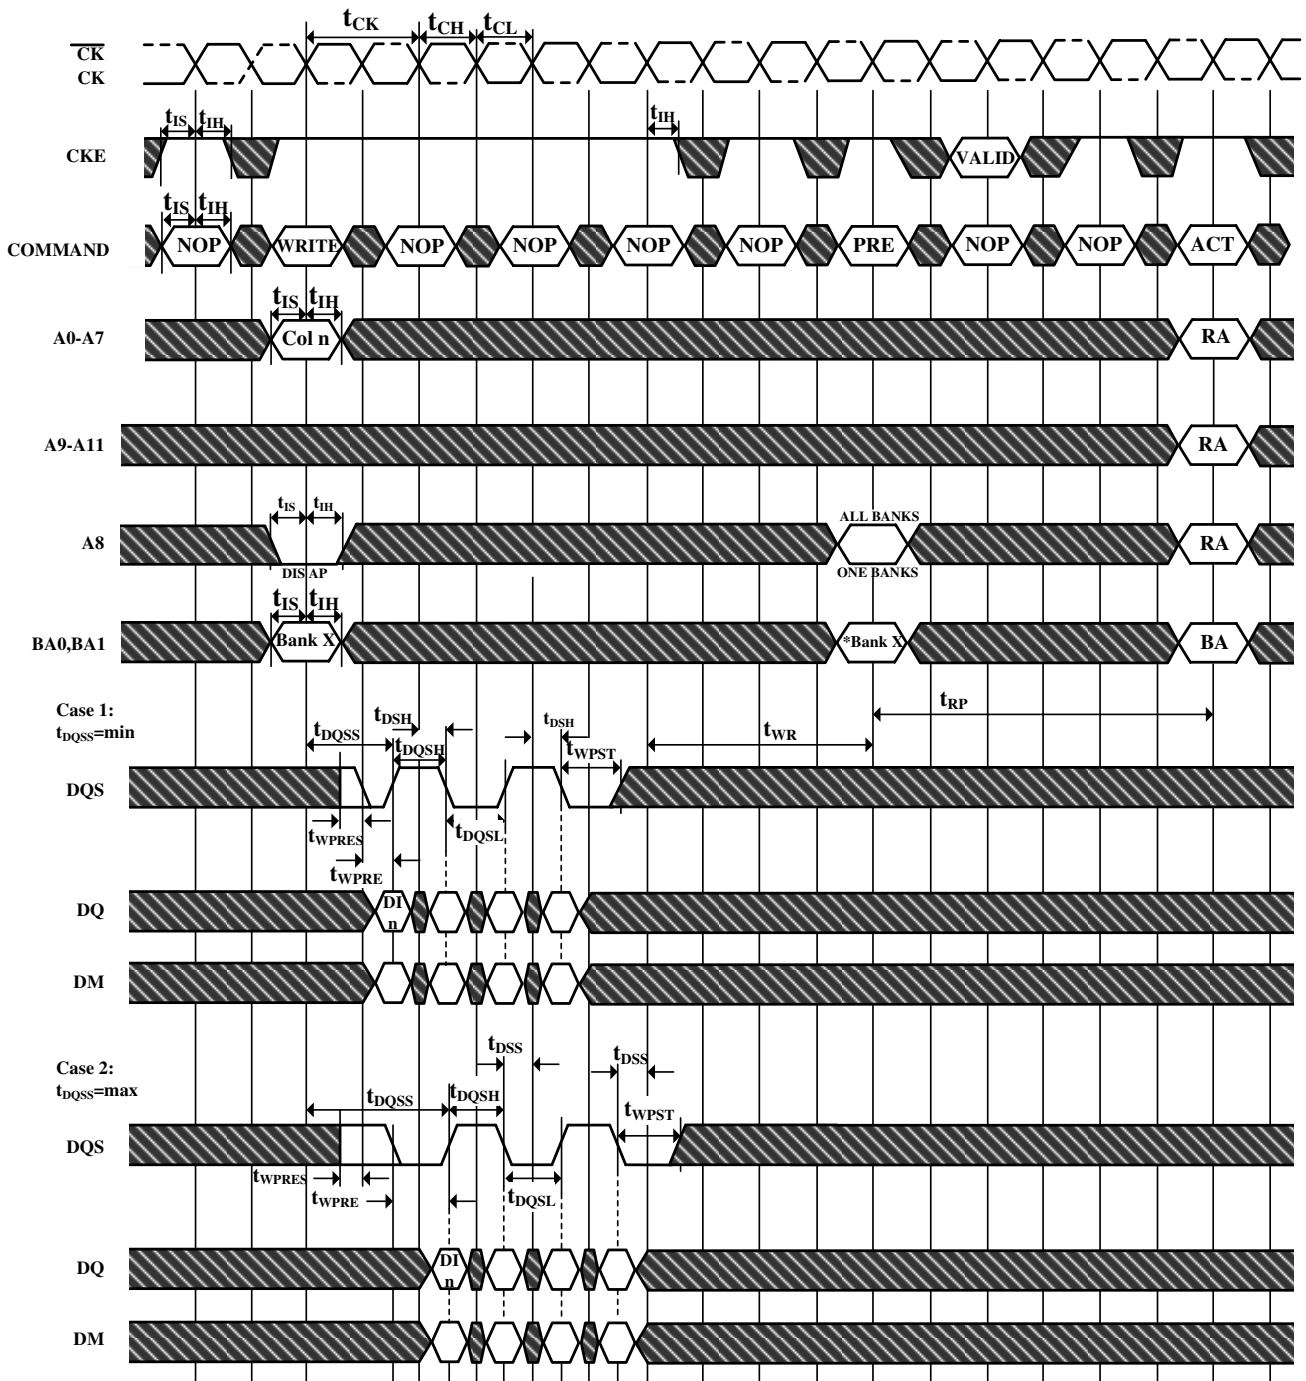 tCK tCH tCL
CK
CK
tIS tIH tIH
CKE VALID
tIS tIH
COMMAND NOP WRITE NOP NOP NOP NOP PRE NOP NOP ACT
tIS tIH
A0-A7 Col n RA
A9-A11 RA
tIS tIH ALL BANKS
A8 RA
DIS AP ONE BANKS
tIS tIH
BA0,BA1 Bank X *Bank X BA
Case 1:
tDQSS=min
tDQSS tDSH tDSH tWR tRP
tDQSH tWPST
DQS
tWPRES tDQSL
tWPRE
DQ DI n
DM
Case 2:
tDQSS=max
tDSS tDSS
tDQSS tDQSH tWPST
DQS
tWPRES tWPRE tDQSL
DQ DI n
DM